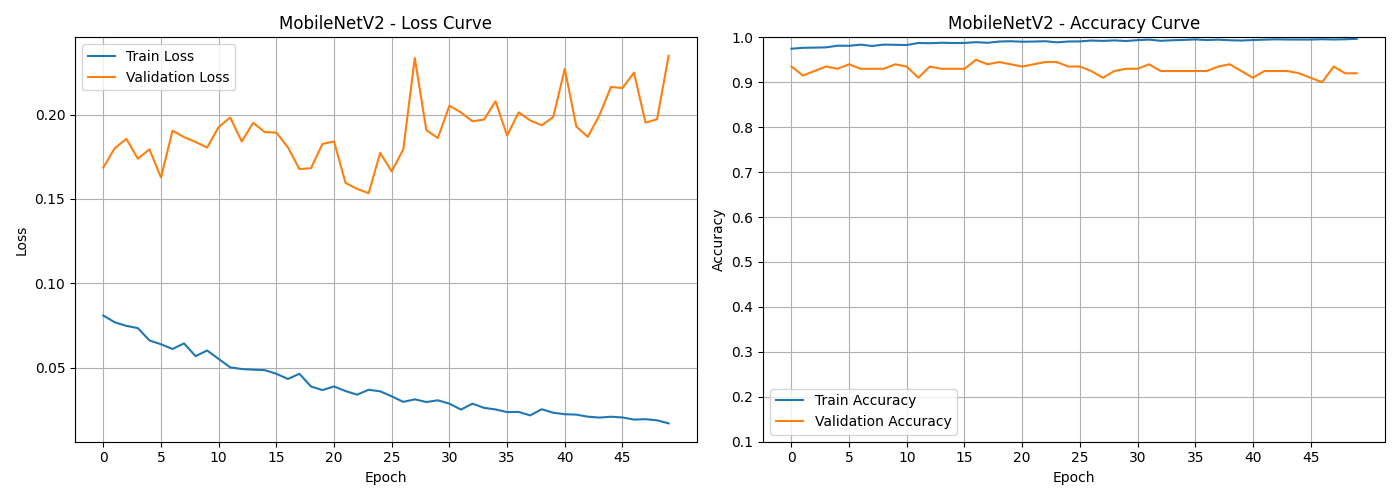 MobileNetV2 - Loss Curve
Train Loss
Validation Loss
0.20
0.15
0.10
0.05
Loss
0 5 10 15 20 25 30 35 40 45
Epoch
MobileNetV2 - Accuracy Curve
1.0
0.9
0.8
0.7
0.6
0.5
0.4
0.3
0.2
0.1
Accuracy
Train Accuracy
Validation Accuracy
0 5 10 15 20 25 30 35 40 45
Epoch